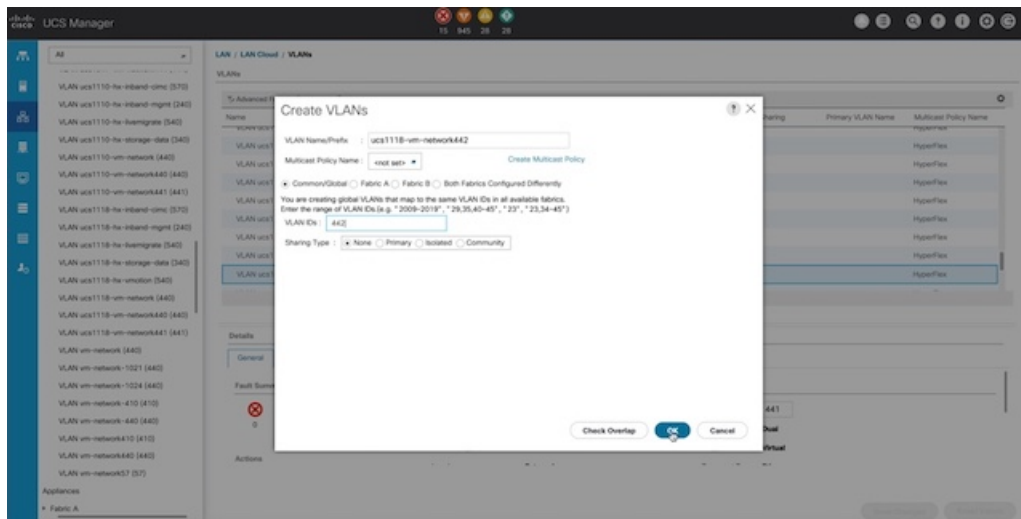 CISCO UCS Manager
15 945 28 28
All
LAN / LAN Cloud / VLANs
VLANs
VLAN ucs1110-hx-inband-cimc (570)
VLAN ucs1110-hx-inband-mgmt (240)
VLAN ucs1110-hx-livemigrate (540)
VLAN ucs1110-hx-storage-data (340)
VLAN ucs1110-vm-network (440)
VLAN ucs1110-vm-network440 (440)
VLAN ucs1110-vm-network441 (441)
VLAN ucs1118-hx-inband-cimc (570)
VLAN ucs1118-hx-inband-mgmt (240)
VLAN ucs1118-hx-livemigrate (540)
VLAN ucs1118-hx-storage-data (340)
VLAN ucs1118-hx-vmotion (540)
VLAN ucs1118-vm-network (440)
VLAN ucs1118-vm-network440 (440)
VLAN ucs1118-vm-network441 (441)
VLAN vm-network (440)
VLAN vm-network-1021 (440)
VLAN vm-network-1024 (440)
VLAN vm-network-410 (410)
VLAN vm-network-440 (440)
VLAN vm-network410 (410)
VLAN vm-network440 (440)
VLAN vm-network57 (57)
Appliances
Fabric A
Advanced
Name
Sharing Primary VLAN Name Multicast Policy Name
HyperFlex
HyperFlex
HyperFlex
HyperFlex
HyperFlex
HyperFlex
HyperFlex
HyperFlex
Create VLANs
VLAN Name/Prefix : ucs1118-vm-network442
Multicast Policy Name : <not set> Create Multicast Policy
Common/Global Fabric A Fabric B Both Fabrics Configured Differently
You are creating global VLANs that map to the same VLAN IDs in all available fabrics.
Enter the range of VLAN IDs.(e.g. "2009-2019", "29,35,40-45", "23", "23,34-45")
VLAN IDs : 442
Sharing Type : None Primary Isolated Community
Check Overlap OK Cancel
Details
General
Fault
0
Actions
441
Dual
Virtual